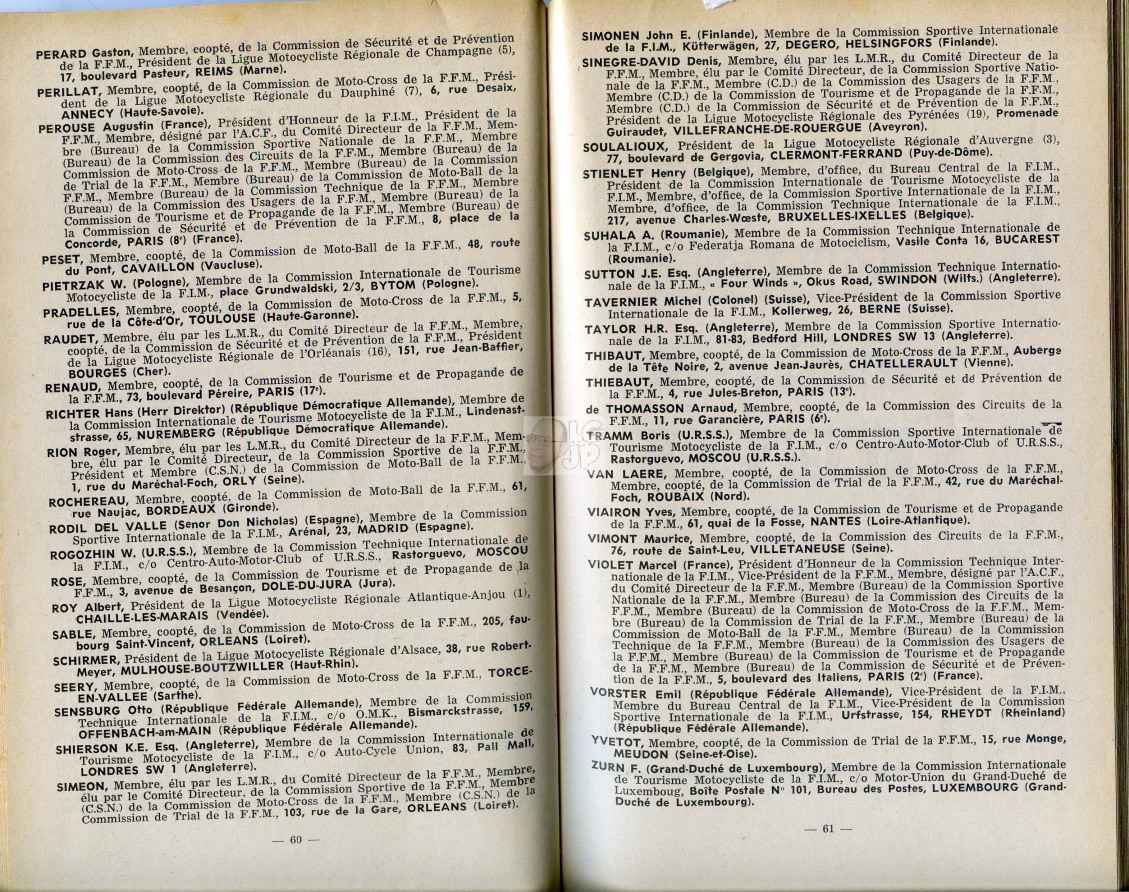 PERARD Gaston, Membre, coopté, de la Commission de Sécurité et de Prévention
de la F.F.M., Président de la Ligue Motocycliste Régionale de Champagne (5),
17, boulevard Pasteur, REIMS (Marne).
PERILLAT, Membre, coopté, de la Commission de Moto-Cross de la F.F.M., Prési-
dent de la Ligue Motocycliste Régionale du Dauphiné (7), 6, rue Desaix,
ANNECY (Haute-Savoie).
PEROUSE Augustin (France), Président d'Honneur de la F.I.M., Président de la
F.F.M., Membre, désigné par l'A.C.F., du Comité Directeur de la F.F.M., Mem-
bre (Bureau) de la Commission Sportive Nationale de la F.F.M., Membre
(Bureau) de la Commission des Circuits de la F.F.M., Membre (Bureau) de la
Commission de Moto-Cross de la F.F.M., Membre (Bureau) de la Commission
de Trial de la F.F.M., Membre (Bureau) de la Commission de Moto-Ball de la
F.F.M., Membre (Bureau) de la Commission Technique de la F.F.M., Membre
(Bureau) de la Commission des Usagers de la F.F.M., Membre (Bureau) de la
Commission de Tourisme et de Propagande de la F.F.M., Membre (Bureau) de
la Commission de Sécurité et de Prévention de la F.F.M., 8, place de la
Concorde, PARIS (8e) (France).
PESET, Membre, coopté, de la Commission de Moto-Ball de la F.F.M., 48, route
du Pont, CAVAILLON (Vaucluse).
PIETRZAK W. (Pologne), Membre de la Commission Internationale de Tourisme
Motocycliste de la F.I.M., place Grundwaldski, 2/3, BYTOM (Pologne).
PRADELLES, Membre, coopté, de la Commission de Moto-Cross de la F.F.M., 5,
rue de la Côte-d'Or, TOULOUSE (Haute-Garonne).
RAUDET, Membre, élu par les L.M.R., du Comité Directeur de la F.F.M., Membre,
coopté, de la Commission de Sécurité et de Prévention de la F.F.M., Président
de la Ligue Motocycliste Régionale de l'Orléanais (16), 151, rue Jean-Baffier,
BOURGES (Cher).
RENAUD, Membre, coopté, de la Commission de Tourisme et de Propagande de
la F.F.M., 73, boulevard Péreire, PARIS (17e).
RICHTER Hans (Herr Direktor) (République Démocratique Allemande), Membre de
la Commission Internationale de Tourisme Motocycliste de la F.I.M., Lindenast-
strasse, 65, NUREMBERG (République Démocratique Allemande).
RION Roger, Membre, élu par les L.M.R., du Comité Directeur de la F.F.M., Mem-
bre, élu par le Comité Directeur, de la Commission Sportive de la F.F.M.,
Président et Membre (C.S.N.) de la Commission de Moto-Ball de la F.F.M.,
1, rue du Maréchal-Foch, ORLY (Seine).
ROCHEREAU, Membre, coopté, de la Commission de Moto-Ball de la F.F.M., 61,
rue Naujac, BORDEAUX (Gironde).
RODIL DEL VALLE (Senor Don Nicholas) (Espagne), Membre de la Commission
Sportive Internationale de la F.I.M., Arénal, 23, MADRID (Espagne).
ROGOZHIN W. (U.R.S.S.), Membre de la Commission Technique Internationale de
la F.I.M., c/o Centro-Auto-Motor-Club of U.R.S.S., Rastorguevo, MOSCOU
ROSE, Membre, coopté, de la Commission de Tourisme et de Propagande de la
F.F.M., 3, avenue de Besançon, DOLE-DU-JURA (Jura).
ROY Albert, Président de la Ligue Motocycliste Régionale Atlantique-Anjou (1),
CHAILLE-LES-MARAIS (Vendée).
SABLE, Membre, coopté, de la Commission de Moto-Cross de la F.F.M., 205, fau-
bourg Saint-Vincent, ORLEANS (Loiret).
SCHIRMER, Président de la Ligue Motocycliste Régionale d'Alsace, 38, rue Robert-
Meyer, MULHOUSE-BOUTZWILLER (Haut-Rhin).
SEERY, Membre, coopté, de la Commission de Moto-Cross de la F.F.M., TORCE-
EN-VALLEE (Sarthe).
SENSBURG Otto (République Fédérale Allemande), Membre de la Commission
Technique Internationale de la F.I.M., c/o O.M.K., Bismarckstrasse, 159,
OFFENBACH-am-MAIN (République Fédérale Allemande).
SHIERSON K.E. Esq. (Angleterre), Membre de la Commission Internationale de
Tourisme Motocycliste de la F.I.M., c/o Auto-Cycle Union, 83, Pall Mall,
LONDRES SW 1 (Angleterre).
SIMEON, Membre, élu par les L.M.R., du Comité Directeur de la F.F.M., Membre,
élu par le Comité Directeur, de la Commission Sportive de la F.F.M., Membre
(C.S.N.) de la Commission de Moto-Cross de la F.F.M., Membre (C.S.N.) de la
Commission de Trial de la F.F.M., 103, rue de la Gare, ORLEANS (Loiret).
— 60 —
SIMONEN John E. (Finlande), Membre de la Commission Sportive Internationale
de la F.I.M., Kütterwägen, 27, DEGERO, HELSINGFORS (Finlande).
SINEGRE-DAVID Denis, Membre, élu par les L.M.R., du Comité Directeur de la
F.F.M., Membre, élu par le Comité Directeur, de la Commission Sportive Natio-
nale de la F.F.M., Membre (C.D.) de la Commission des Usagers de la F.F.M.,
Membre (C.D.) de la Commission de Tourisme et de Propagande de la F.F.M.,
Membre (C.D.) de la Commission de Sécurité et de Prévention de la F.F.M.,
Président de la Ligue Motocycliste Régionale des Pyrénées (19), Promenade
Guiraudet, VILLEFRANCHE-DE-ROUERGUE (Aveyron).
SOULALIOUX, Président de la Ligue Motocycliste Régionale d'Auvergne (3),
77, boulevard de Gergovia, CLERMONT-FERRAND (Puy-de-Dôme).
STIENLET Henry (Belgique), Membre, d'office, du Bureau Central de la F.I.M.,
Président de la Commission Internationale de Tourisme Motocycliste de la
F.I.M., Membre, d'office, de la Commission Sportive Internationale de la F.I.M.,
Membre, d'office, de la Commission Technique Internationale de la F.I.M.,
217, avenue Charles-Wœste, BRUXELLES-IXELLES (Belgique).
SUHALA A. (Roumanie), Membre de la Commission Technique Internationale de
la F.I.M., c/o Federatja Romana de Motociclism, Vasile Conta 16, BUCAREST
(Roumanie).
SUTTON J.E. Esq. (Angleterre), Membre de la Commission Technique Internatio-
nale de la F.I.M., « Four Winds », Okus Road, SWINDON (Wilts.) (Angleterre).
TAVERNIER Michel (Colonel) (Suisse), Vice-Président de la Commission Sportive
Internationale de la F.I.M., Kollerweg, 26, BERNE (Suisse).
TAYLOR H.R. Esq. (Angleterre), Membre de la Commission Sportive Internatio-
nale de la F.I.M., 81-83, Bedford Hill, LONDRES SW 13 (Angleterre).
THIBAUT, Membre, coopté, de la Commission de Moto-Cross de la F.F.M., Auberge
de la Tête Noire, 2, avenue Jean-Jaurès, CHATELLERAULT (Vienne).
THIEBAUT, Membre, coopté, de la Commission de Sécurité et de Prévention de
la F.F.M., 4, rue Jules-Breton, PARIS (13e).
de THOMASSON Arnaud, Membre, coopté, de la Commission des Circuits de la
F.F.M., 11, rue Garancière, PARIS (6e).
TRAMM Boris (U.R.S.S.), Membre de la Commission Sportive Internationale de
Tourisme Motocycliste de la F.I.M., c/o Centro-Auto-Motor-Club of U.R.S.S.,
Rastorguevo, MOSCOU (U.R.S.S.).
VAN LAERE, Membre, coopté, de la Commission de Moto-Cross de la F.F.M.,
Membre, coopté, de la Commission de Trial de la F.F.M., 42, rue du Maréchal-
Foch, ROUBAIX (Nord).
VIAIRON Yves, Membre, coopté, de la Commission de Tourisme et de Propagande
de la F.F.M., 61, quai de la Fosse, NANTES (Loire-Atlantique).
VIMONT Maurice, Membre, coopté, de la Commission des Circuits de la F.F.M.,
76, route de Saint-Leu, VILLETANEUSE (Seine).
VIOLET Marcel (France), Président d'Honneur de la Commission Technique Inter-
nationale de la F.I.M., Vice-Président de la F.F.M., Membre, désigné par l'A.C.F.,
du Comité Directeur de la F.F.M., Membre (Bureau) de la Commission Sportive
Nationale de la F.F.M., Membre (Bureau) de la Commission des Circuits de la
F.F.M., Membre (Bureau) de la Commission de Moto-Cross de la F.F.M., Mem-
bre (Bureau) de la Commission de Trial de la F.F.M., Membre (Bureau) de la
Commission de Moto-Ball de la F.F.M., Membre (Bureau) de la Commission
Technique de la F.F.M., Membre (Bureau) de la Commission des Usagers de
la F.F.M., Membre (Bureau) de la Commission de Tourisme et de Propagande
de la F.F.M., Membre (Bureau) de la Commission de Sécurité et de Préven-
tion de la F.F.M., 5, boulevard des Italiens, PARIS (2e) (France).
VORSTER Emil (République Fédérale Allemande), Vice-Président de la F.I.M.,
Membre du Bureau Central de la F.I.M., Vice-Président de la Commission
Sportive Internationale de la F.I.M., Urfstrasse, 154, RHEYDT (Rheinland)
(République Fédérale Allemande).
YVETOT, Membre, coopté, de la Commission de Trial de la F.F.M., 15, rue Monge,
MEUDON (Seine-et-Oise).
ZURN F. (Grand-Duché de Luxembourg), Membre de la Commission Internationale
de Tourisme Motocycliste de la F.I.M., c/o Motor-Union du Grand-Duché de
Luxemboug, Boîte Postale N° 101, Bureau des Postes, LUXEMBOURG (Grand-
Duché de Luxembourg).
— 61 —